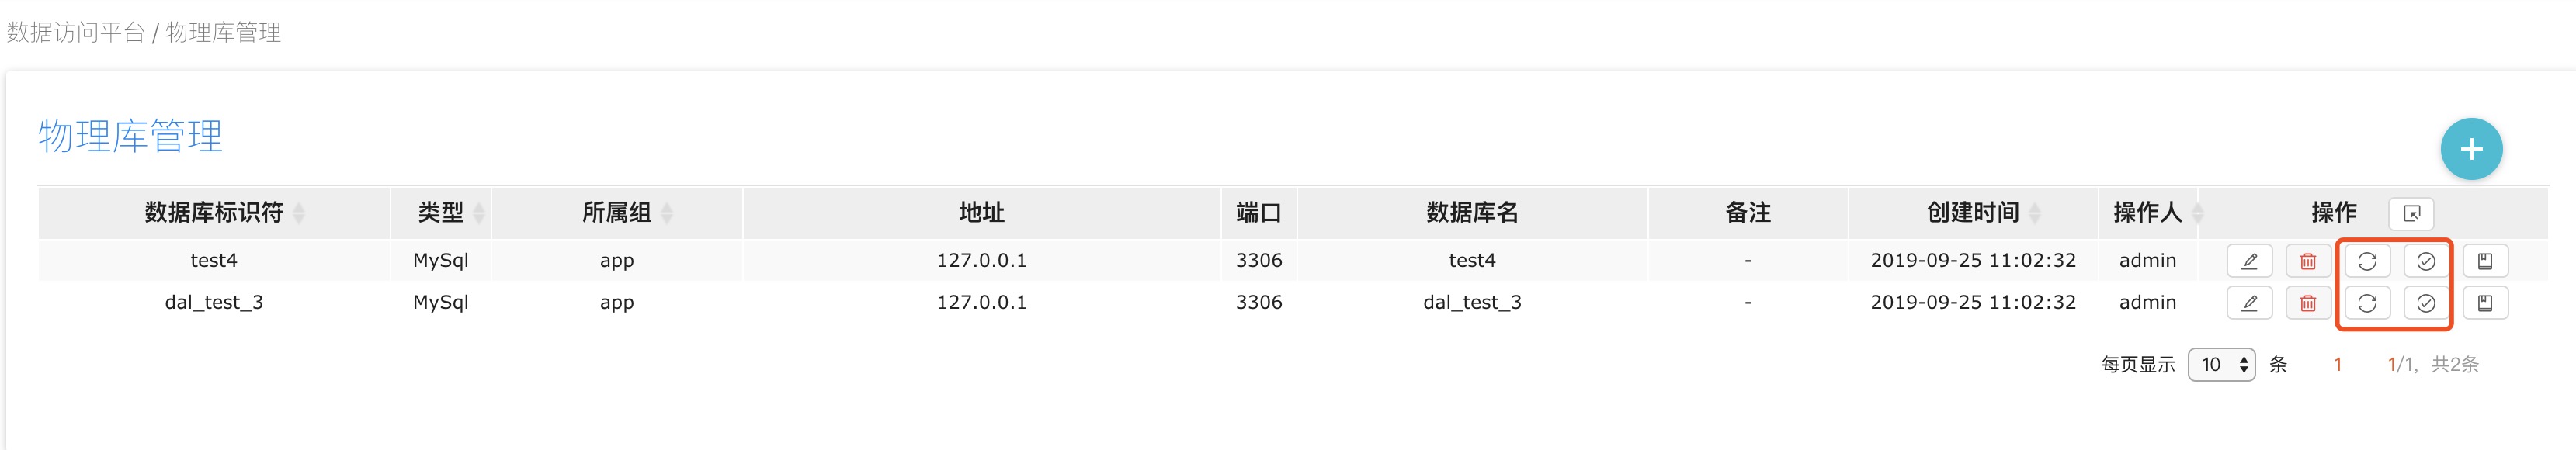 数据访问平台 / 物理库管理
物理库管理
数据库标识符 类型 所属组 地址 端口 数据库名 备注 创建时间 操作人 操作
test4 MySql app 127.0.0.1 3306 test4 - 2019-09-25 11:02:32 admin
dal_test_3 MySql app 127.0.0.1 3306 dal_test_3 - 2019-09-25 11:02:32 admin
每页显示 10 条 1 1/1, 共2条